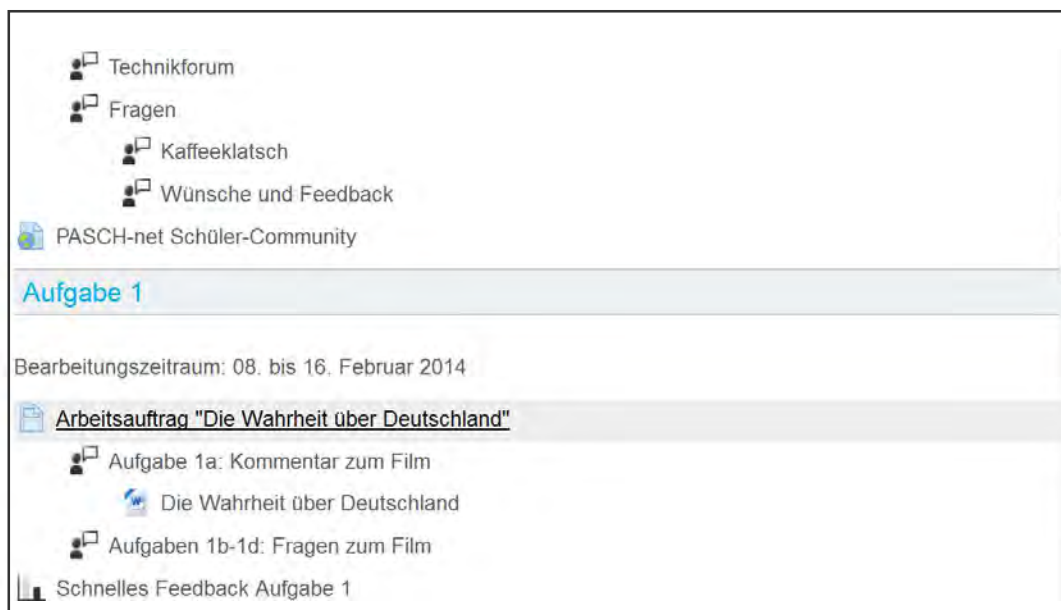 Technikforum
Fragen
Kaffeeklatsch
Wünsche und Feedback
PASCH-net Schüler-Community
Aufgabe 1
Bearbeitungszeitraum: 08. bis 16. Februar 2014
Arbeitsauftrag "Die Wahrheit über Deutschland"
Aufgabe 1a: Kommentar zum Film
Die Wahrheit über Deutschland
Aufgaben 1b-1d: Fragen zum Film
Schnelles Feedback Aufgabe 1